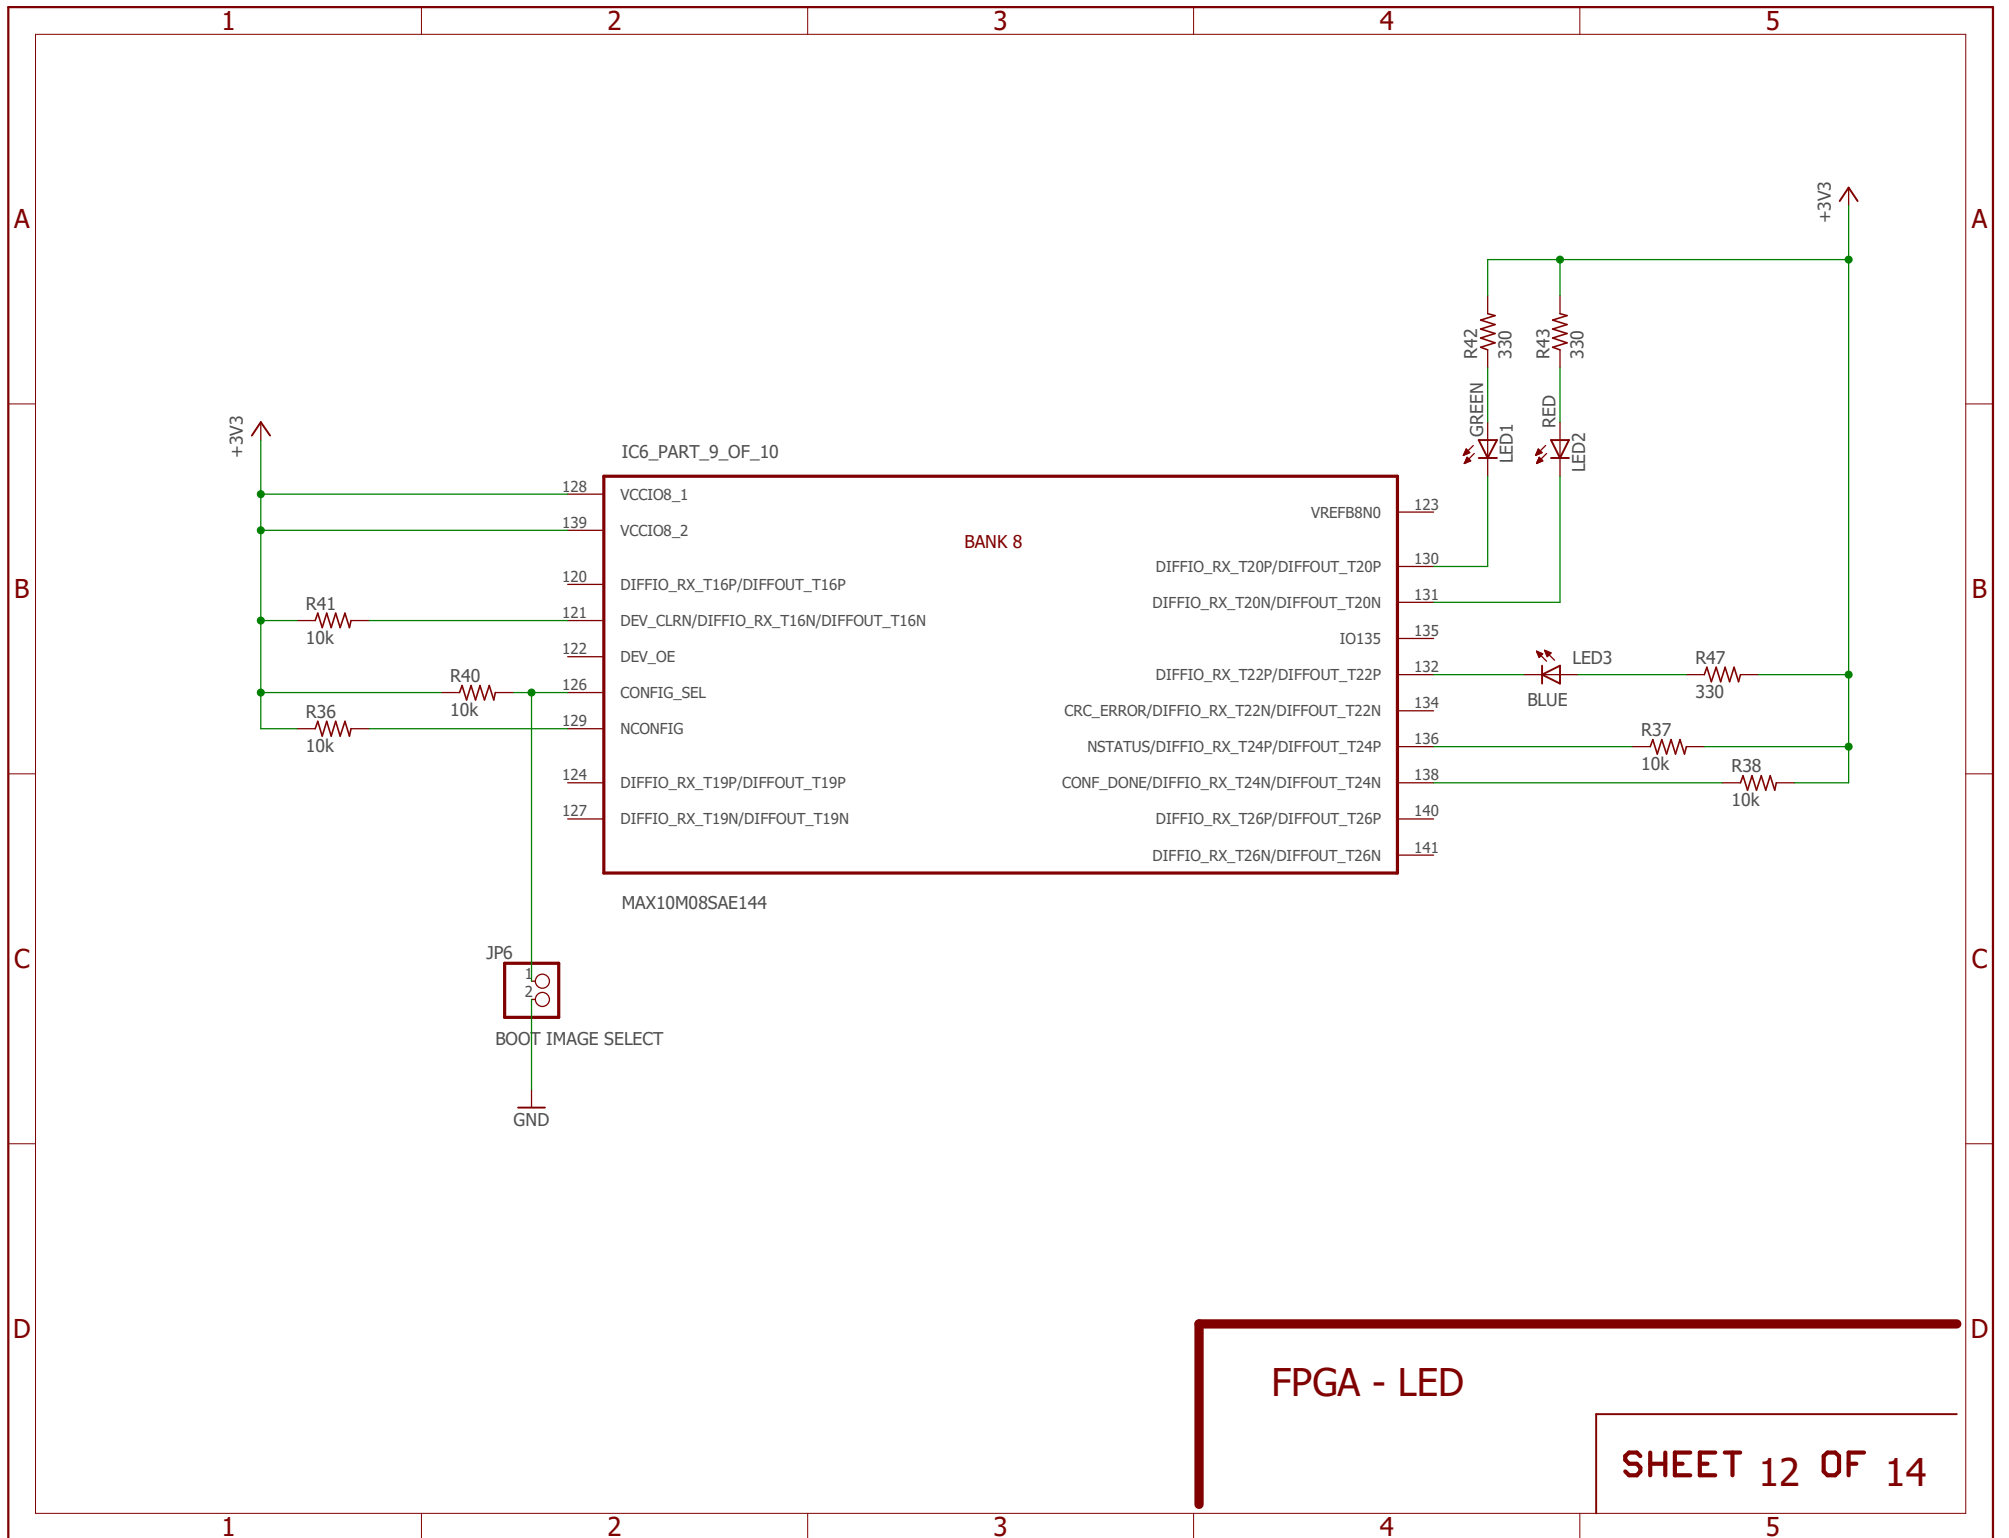 1 2 3 4 5
A A
+3V3
R42 330 R43 330
GREEN LED1 RED LED2
+3V3
IC6_PART_9_OF_10
128 VCCIO8_1
VREFB8N0 123
139 VCCIO8_2
BANK 8
DIFFIO_RX_T20P/DIFFOUT_T20P 130
120 DIFFIO_RX_T16P/DIFFOUT_T16P
B B
DIFFIO_RX_T20N/DIFFOUT_T20N 131
R41
10k
121 DEV_CLRN/DIFFIO_RX_T16N/DIFFOUT_T16N
IO135 135
122 DEV_OE
DIFFIO_RX_T22P/DIFFOUT_T22P 132
LED3
BLUE
R47
330
R40
10k
126 CONFIG_SEL
CRC_ERROR/DIFFIO_RX_T22N/DIFFOUT_T22N 134
R36
10k
129 NCONFIG
NSTATUS/DIFFIO_RX_T24P/DIFFOUT_T24P 136
R37
10k
124 DIFFIO_RX_T19P/DIFFOUT_T19P
CONF_DONE/DIFFIO_RX_T24N/DIFFOUT_T24N 138
R38
10k
127 DIFFIO_RX_T19N/DIFFOUT_T19N
DIFFIO_RX_T26P/DIFFOUT_T26P 140
DIFFIO_RX_T26N/DIFFOUT_T26N 141
MAX10M08SAE144
C C
JP6
1
2
BOOT IMAGE SELECT
GND
D D
FPGA - LED
SHEET 12 OF 14
1 2 3 4 5